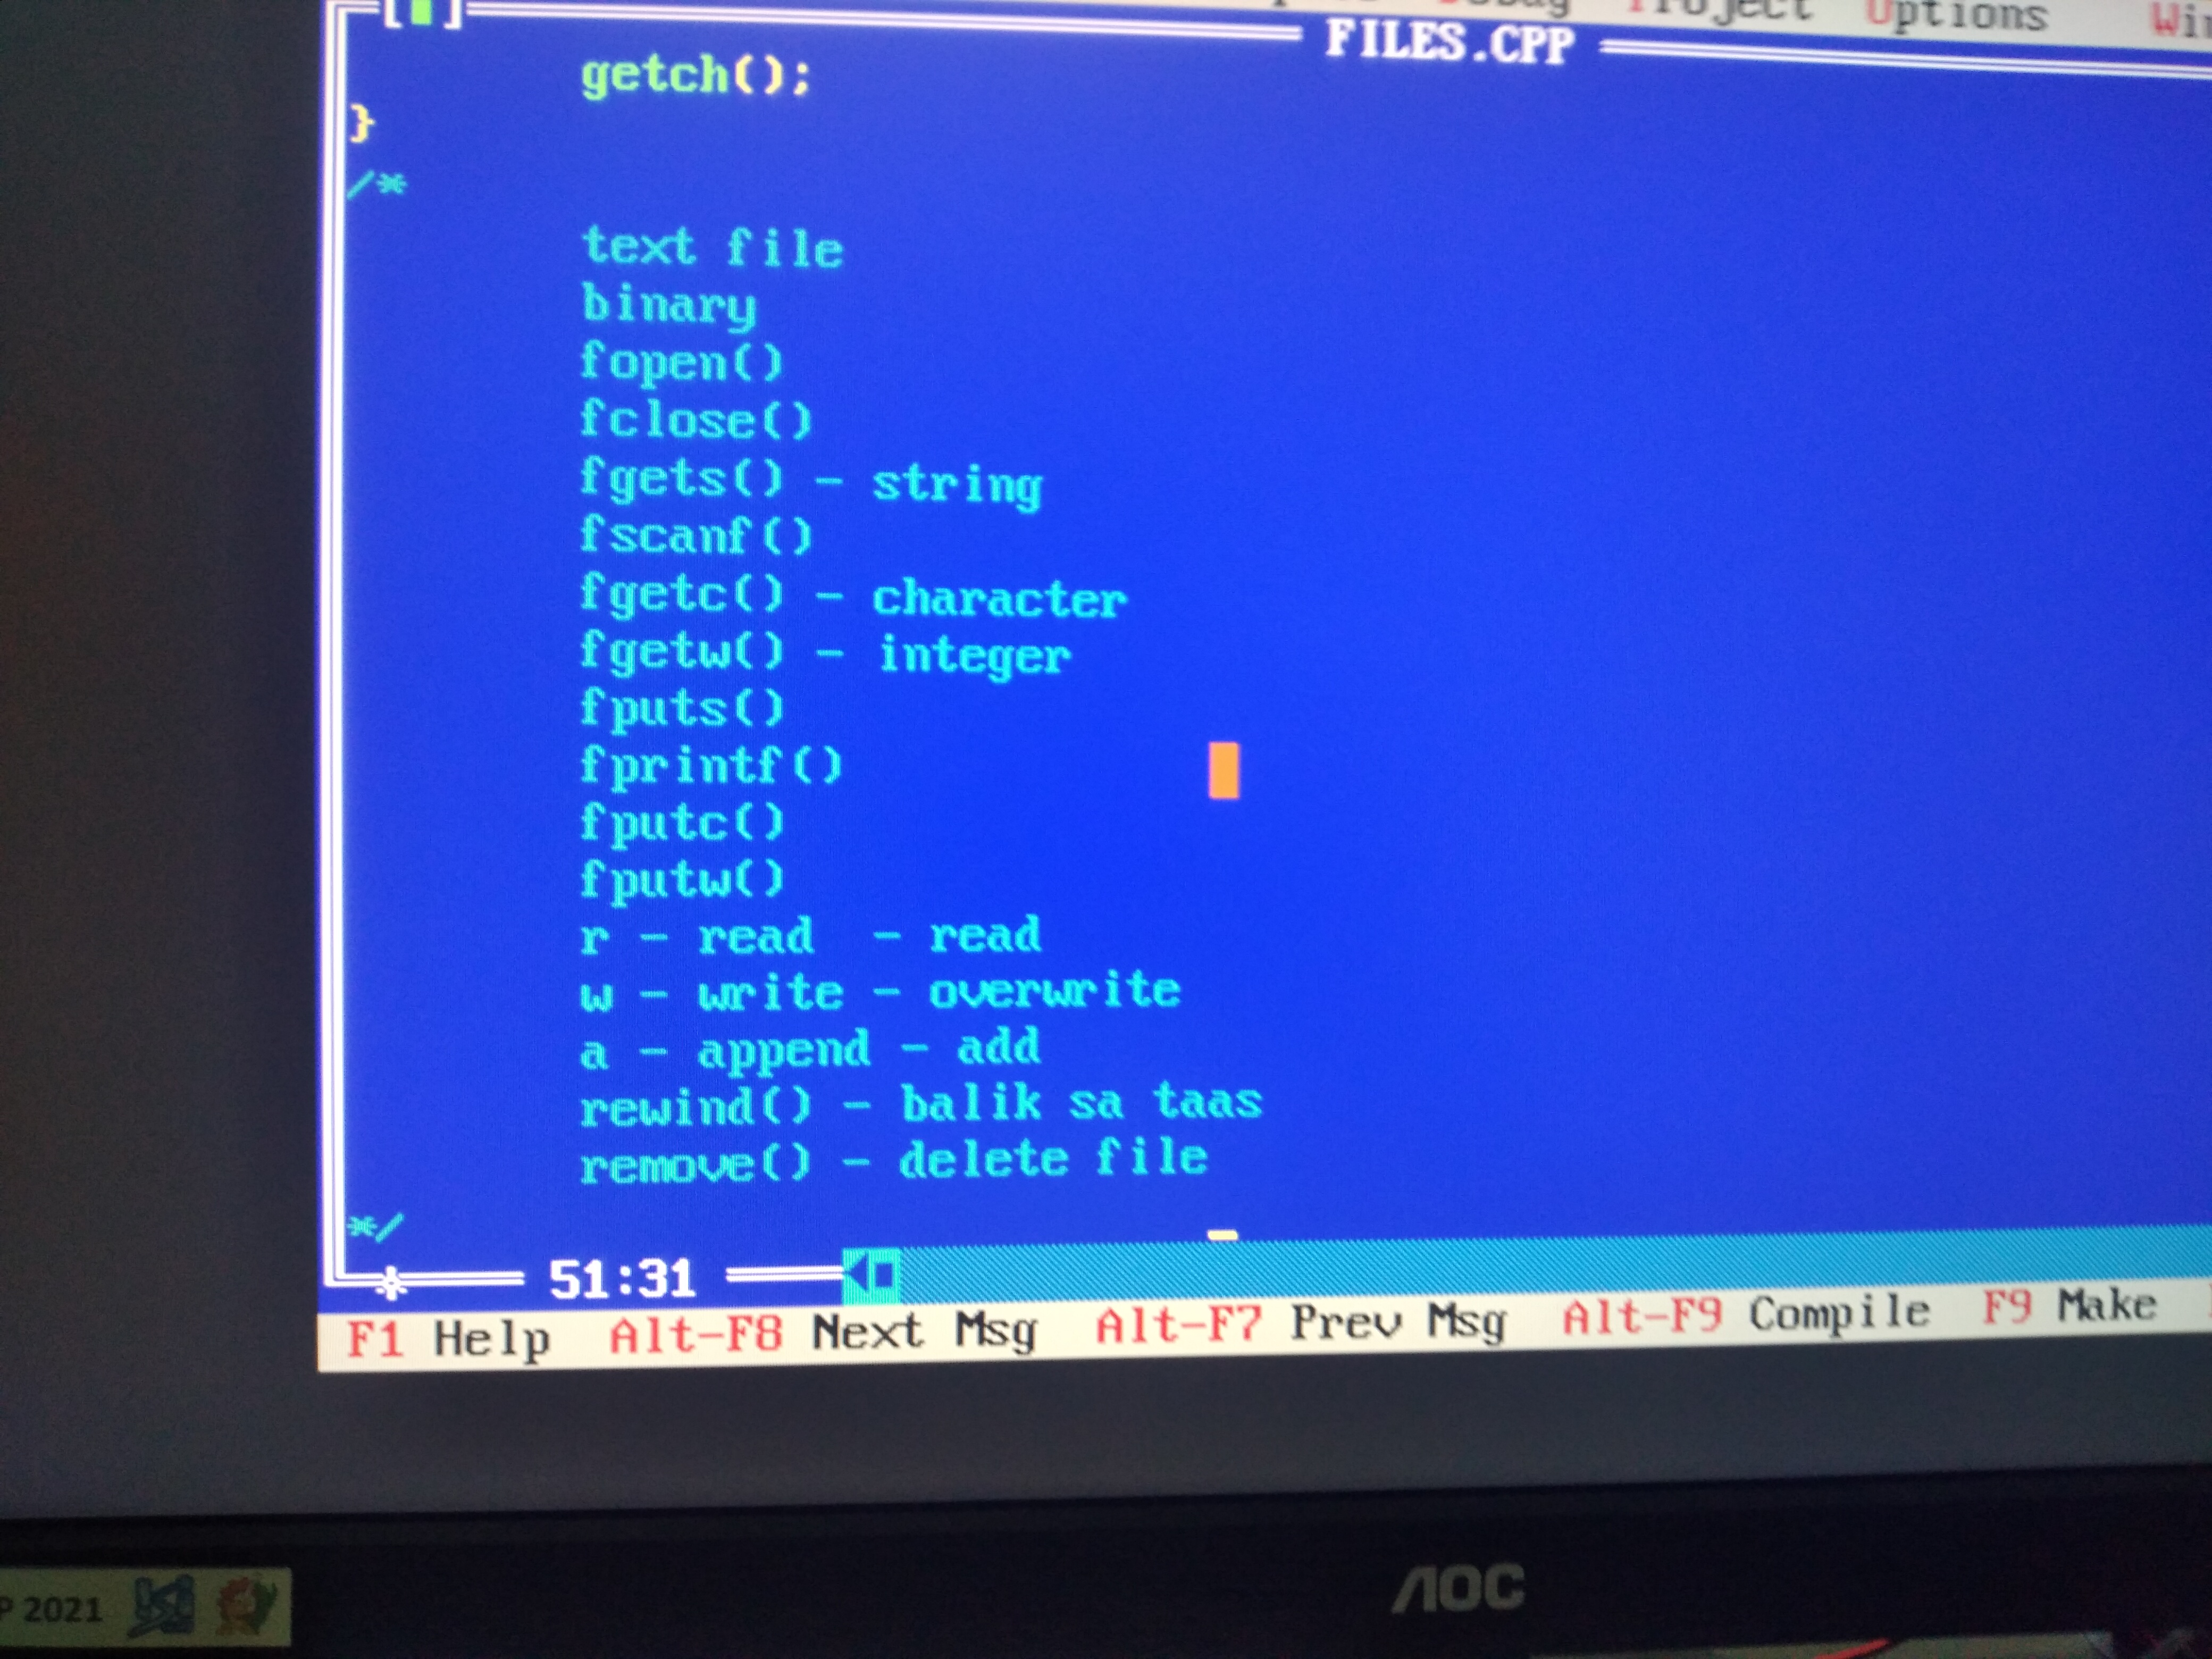 Project Options
FILES.CPP
getch();
}
/*
text file
binary
fopen()
fclose()
fgets() - string
fscanf()
fgetc() - character
fgetw() - integer
fputs()
fprintf()
fputc()
fputw()
r - read - read
w - write - overwrite
a - append - add
rewind() - balik sa taas
remove() - delete file
*/
51:31
F1 Help Alt-F8 Next Msg Alt-F7 Prev Msg Alt-F9 Compile F9 Make
AOC
P 2021